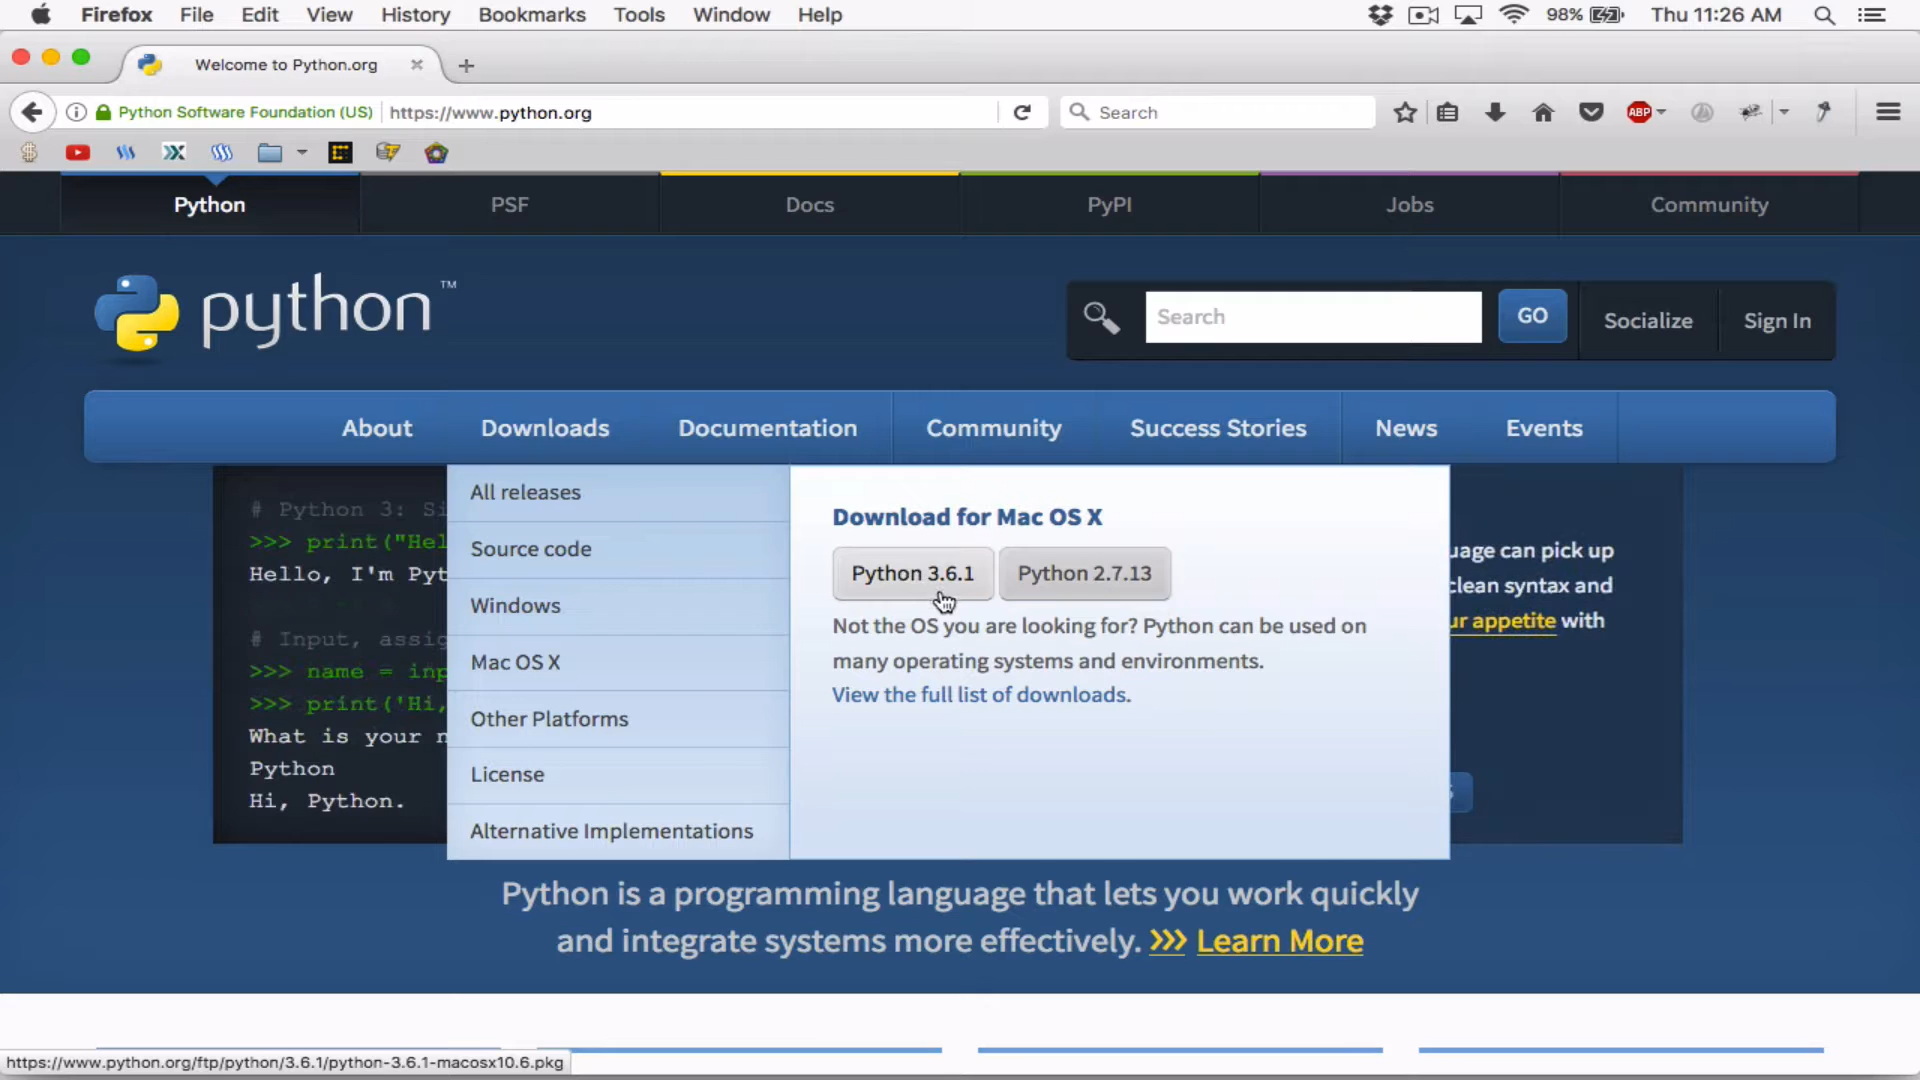 Firefox File Edit View History Bookmarks Tools Window Help 98% Thu 11:26 AM
Welcome to Python.org
Python Software Foundation (US) https://www.python.org Search ABP
Python PSF Docs PyPI Jobs Community
python™
Search GO Socialize Sign In
About Downloads Documentation Community Success Stories News Events
All releases
Source code
Windows
Mac OS X
Other Platforms
License
Alternative Implementations
Download for Mac OS X
Python 3.6.1 Python 2.7.13
Not the OS you are looking for? Python can be used on
many operating systems and environments.
View the full list of downloads.
# Python 3: Si
>>> print("Hel
Hello, I'm Pyt
# Input, assig
>>> name = inp
>>> print('Hi,
What is your n
Python
Hi, Python.
uage can pick up
clean syntax and
ur appetite with
Python is a programming language that lets you work quickly
and integrate systems more effectively. >>> Learn More
https://www.python.org/ftp/python/3.6.1/python-3.6.1-macosx10.6.pkg